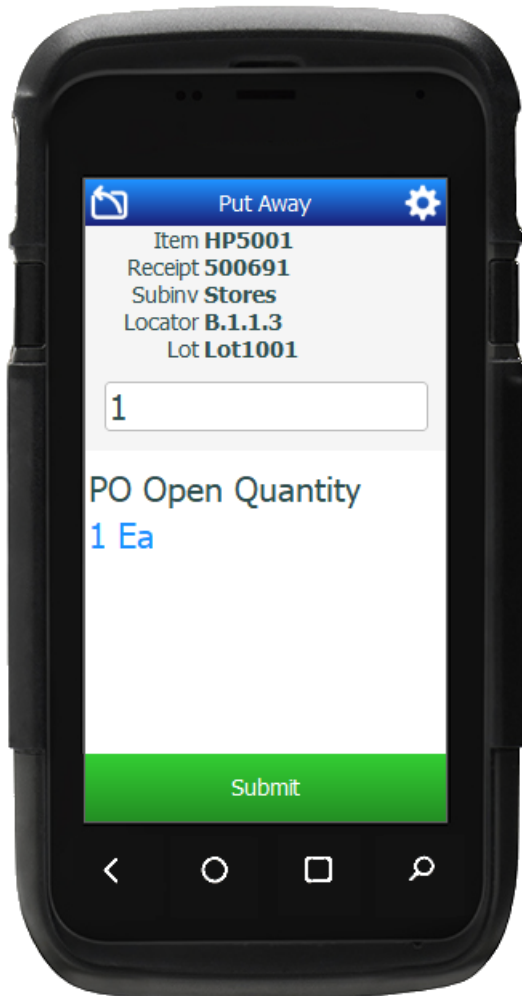 Put Away
Item HP5001
Receipt 500691
Subinv Stores
Locator B.1.1.3
Lot Lot1001
1
PO Open Quantity
1 Ea
Submit